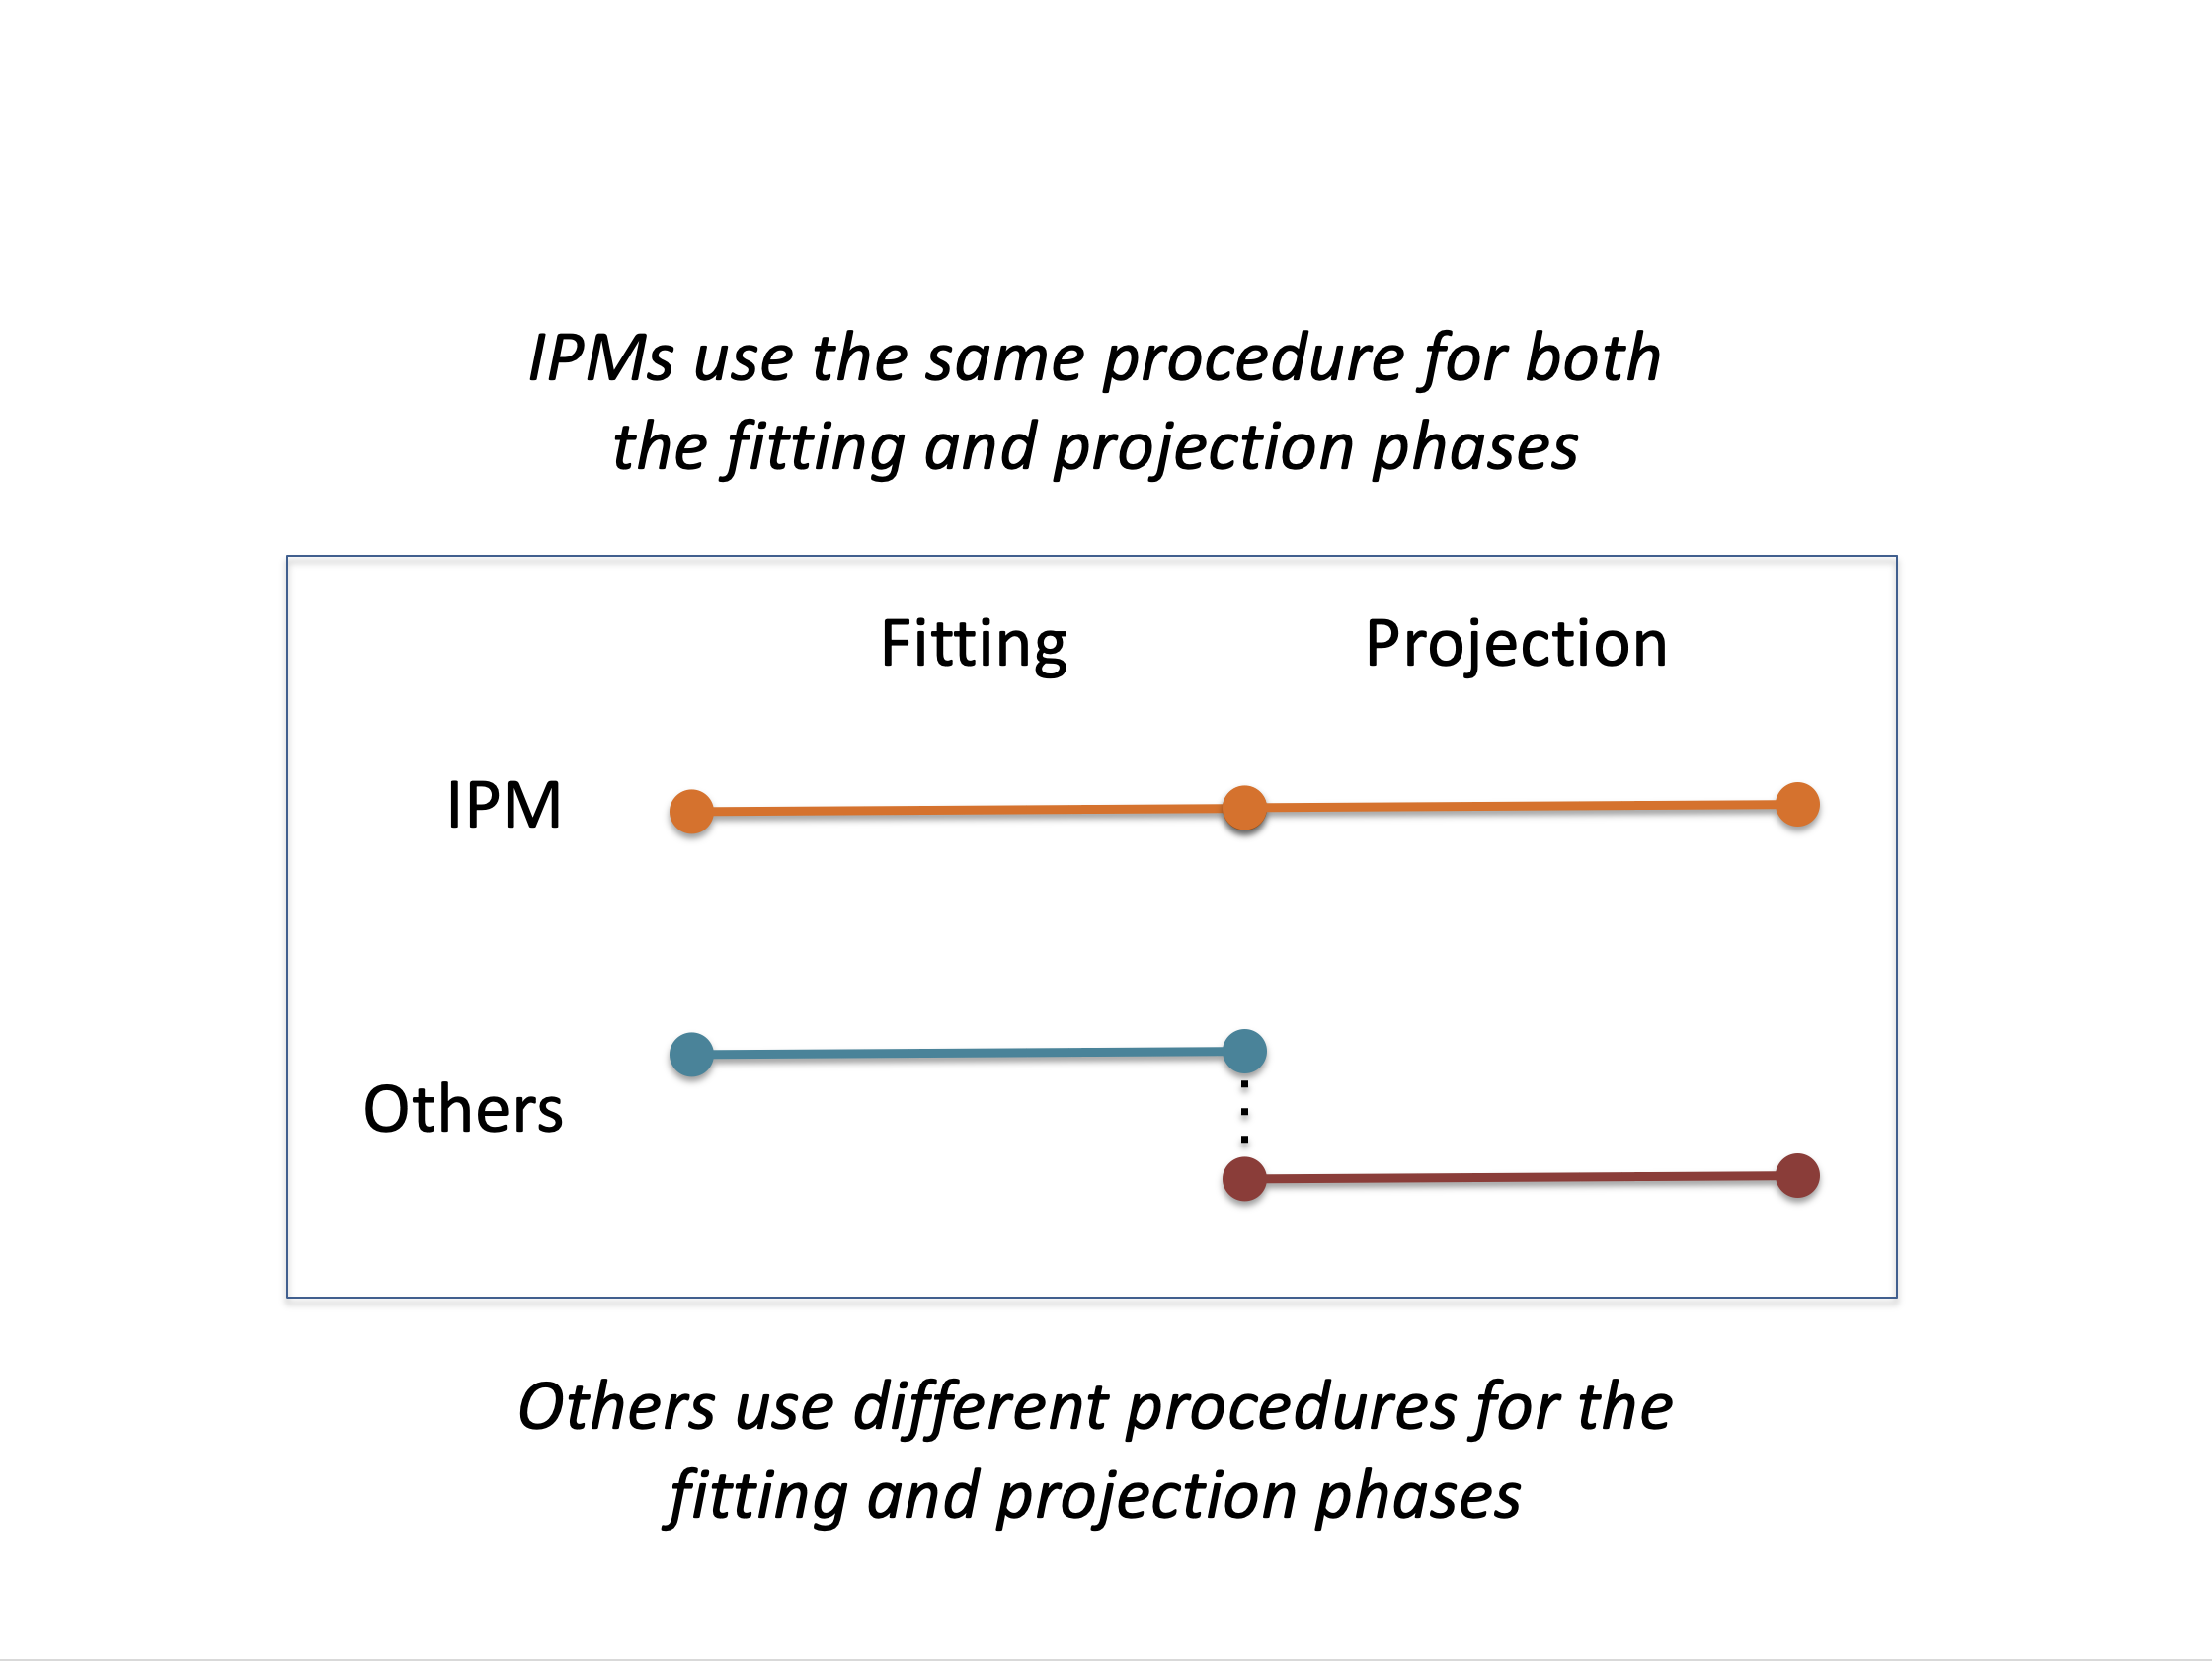 IPMs use the same procedure for both
the fitting and projection phases
Fitting Projection
IPM
Others
Others use different procedures for the
fitting and projection phases